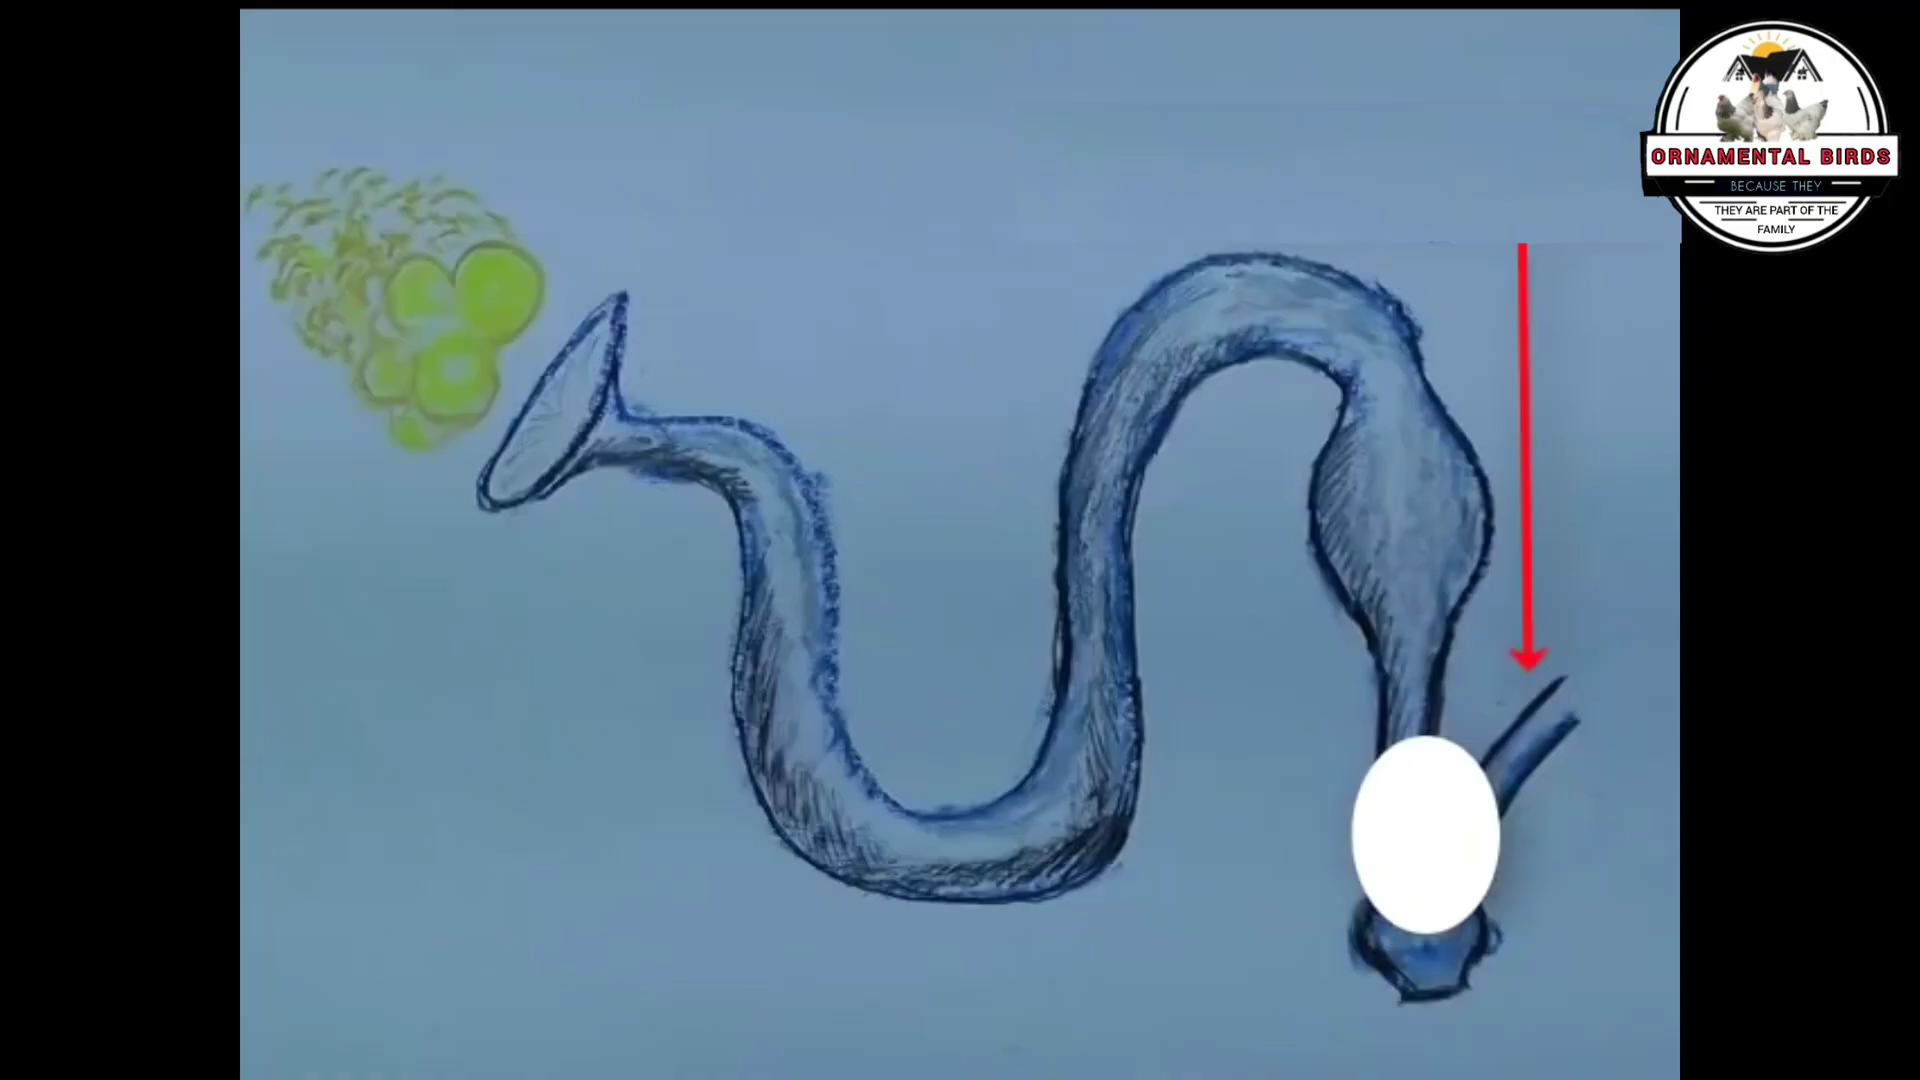 ORNAMENTAL BIRDS
BECAUSE THEY
THEY ARE PART OF THE
FAMILY